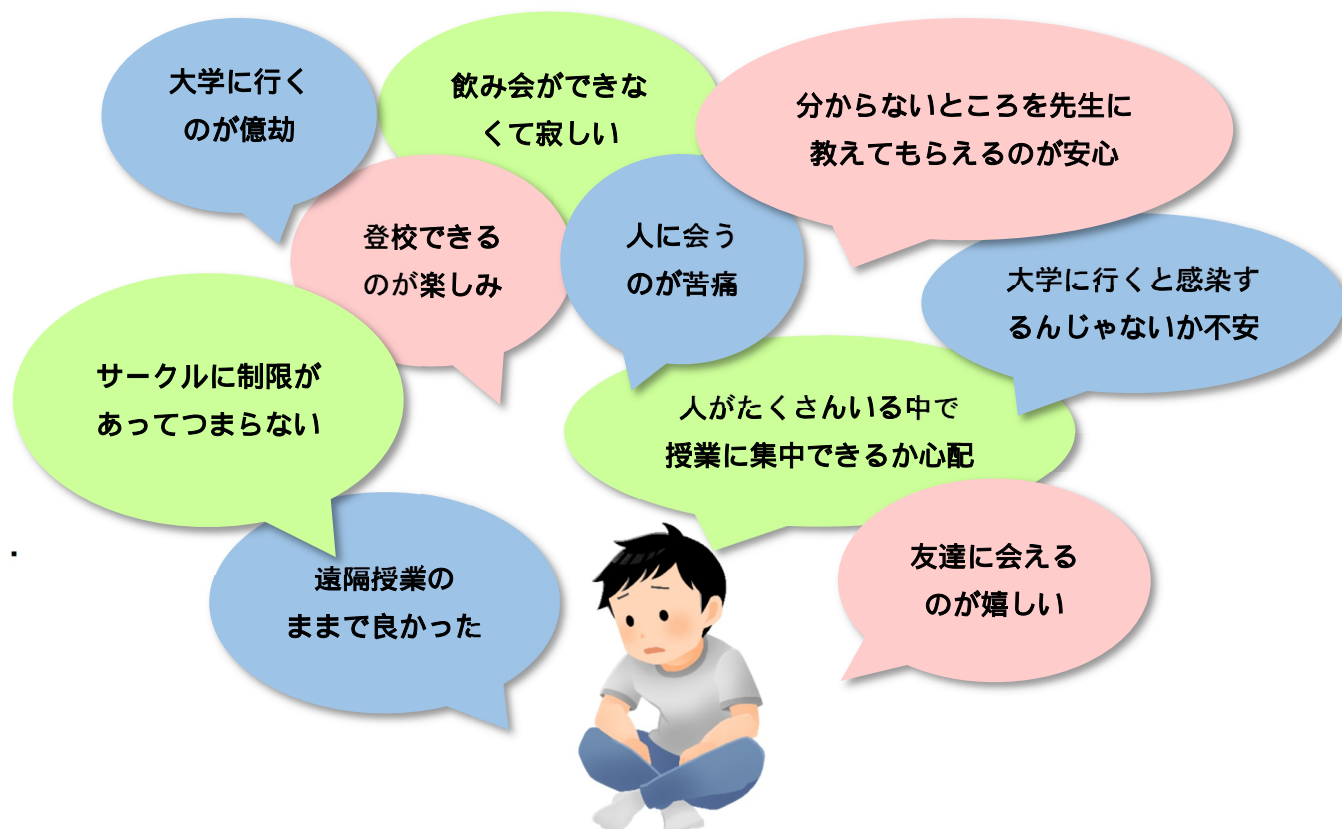 大学に行く
のが億劫
飲み会ができな
くて寂しい
分からないところを先生に
教えてもらえるのが安心
登校できる
のが楽しみ
人に会う
のが苦痛
大学に行くと感染す
るんじゃないか不安
サークルに制限が
あってつまらない
人がたくさんいる中で
授業に集中できるか心配
遠隔授業の
ままで良かった
友達に会える
のが嬉しい